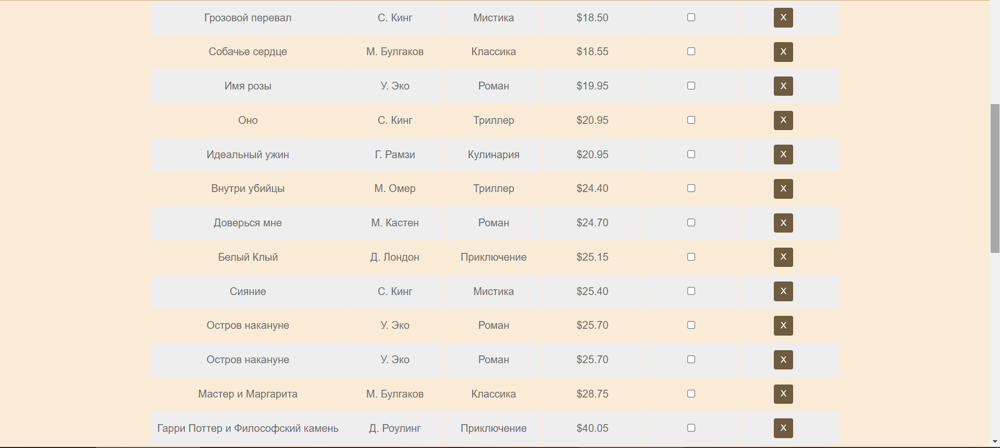 Грозовой перевал С. Кинг Мистика $18.50 X
Собачье сердце М. Булгаков Классика $18.55 X
Имя розы У. Эко Роман $19.95 X
Оно С. Кинг Триллер $20.95 X
Идеальный ужин Г. Рамзи Кулинария $20.95 X
Внутри убийцы М. Омер Триллер $24.40 X
Доверься мне М. Кастен Роман $24.70 X
Белый Клый Д. Лондон Приключение $25.15 X
Сияние С. Кинг Мистика $25.40 X
Остров накануне У. Эко Роман $25.70 X
Остров накануне У. Эко Роман $25.70 X
Мастер и Маргарита М. Булгаков Классика $28.75 X
Гарри Поттер и Философский камень Д. Роулинг Приключение $40.05 X